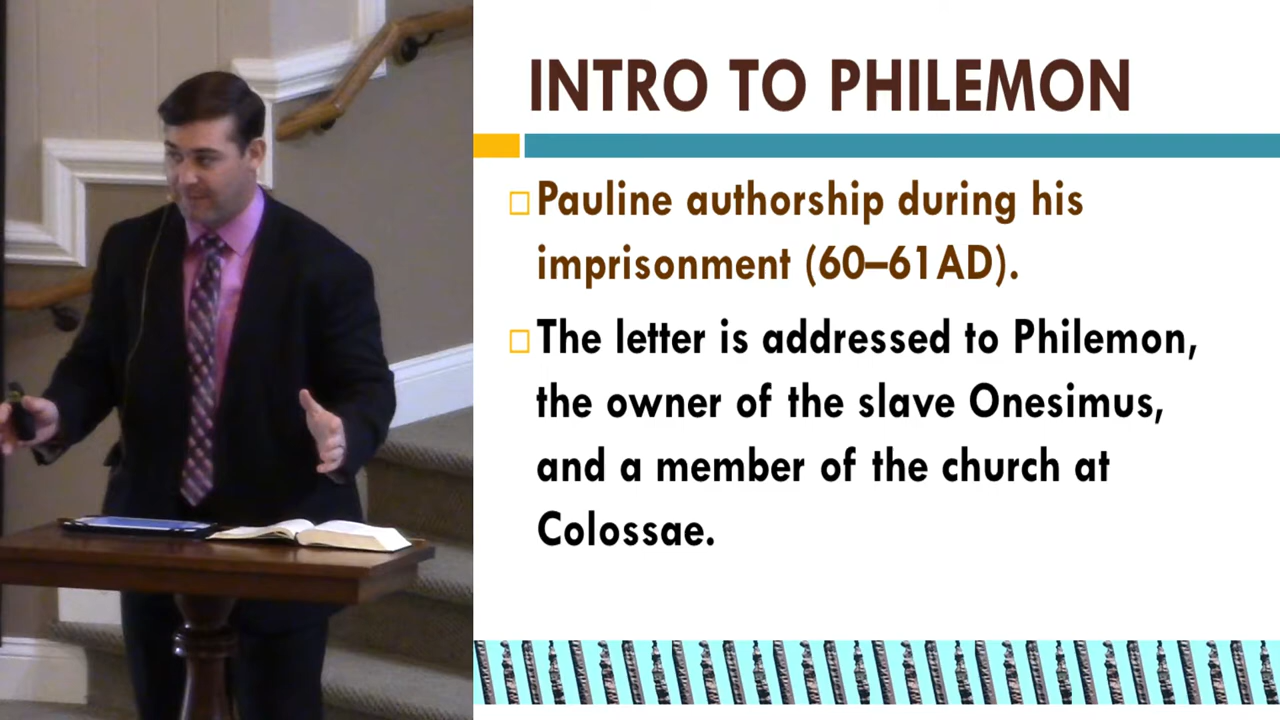 INTRO TO PHILEMON
Pauline authorship during his
imprisonment (60–61AD).
The letter is addressed to Philemon,
the owner of the slave Onesimus,
and a member of the church at
Colossae.